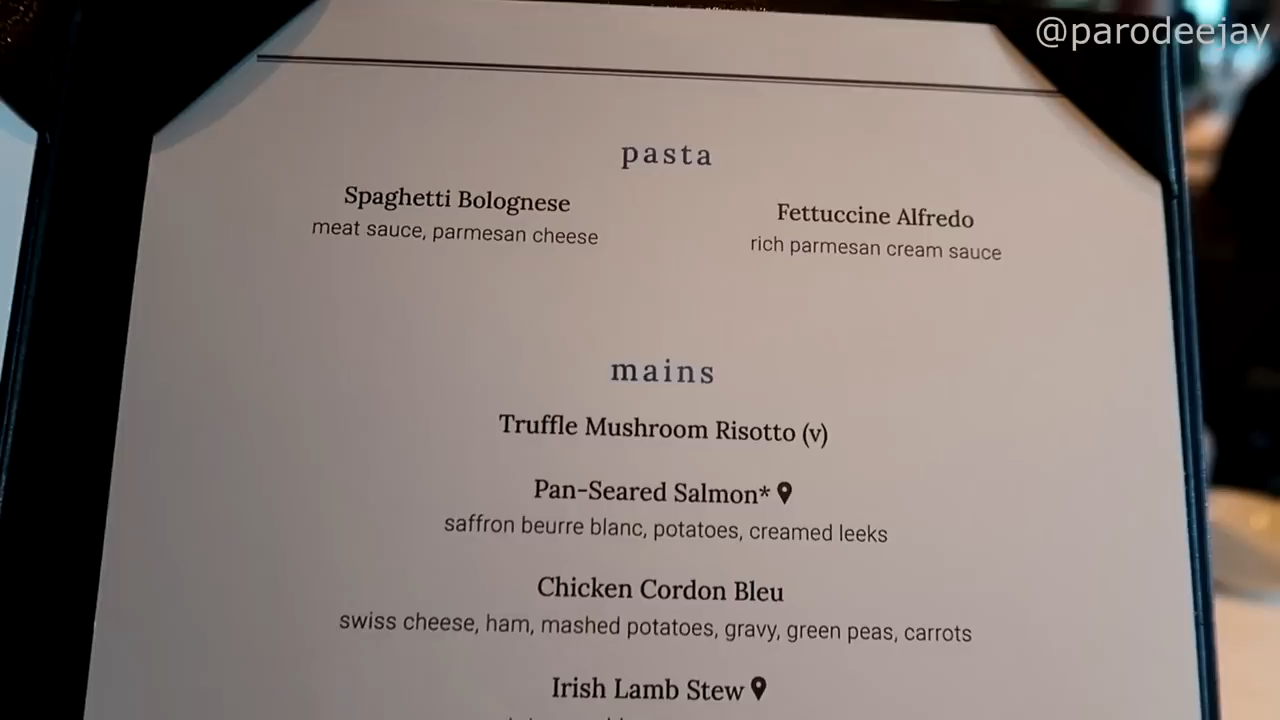 @parodeejay
pasta
Spaghetti Bolognese
meat sauce, parmesan cheese
Fettuccine Alfredo
rich parmesan cream sauce
mains
Truffle Mushroom Risotto (v)
Pan-Seared Salmon*
saffron beurre blanc, potatoes, creamed leeks
Chicken Cordon Bleu
swiss cheese, ham, mashed potatoes, gravy, green peas, carrots
Irish Lamb Stew